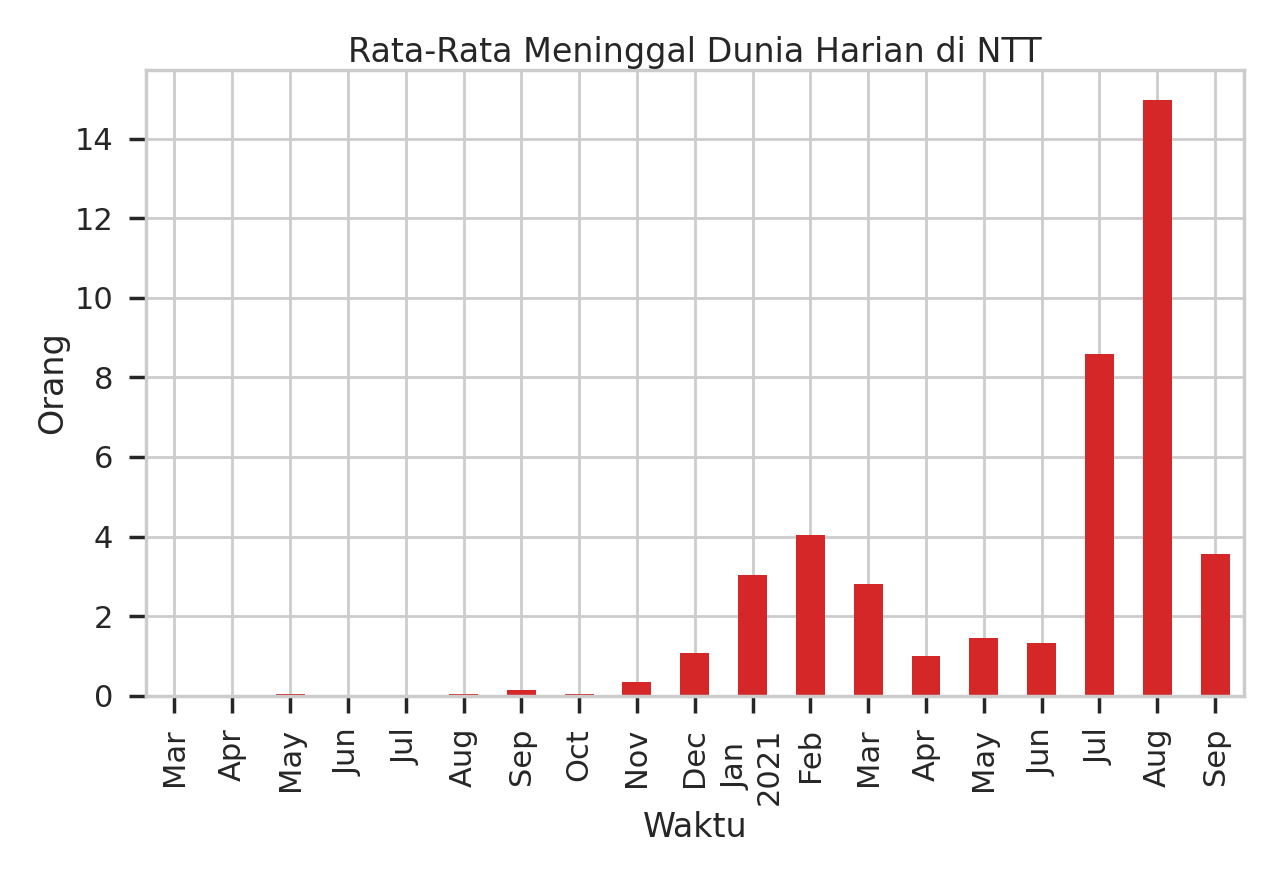 Rata-Rata Meninggal Dunia Harian di NTT
Orang
14
12
10
8
6
4
2
0
Mar
Apr
May
Jun
Jul
Aug
Sep
Oct
Nov
Dec
Jan
2021
Feb
Mar
Apr
May
Jun
Jul
Aug
Sep
Waktu